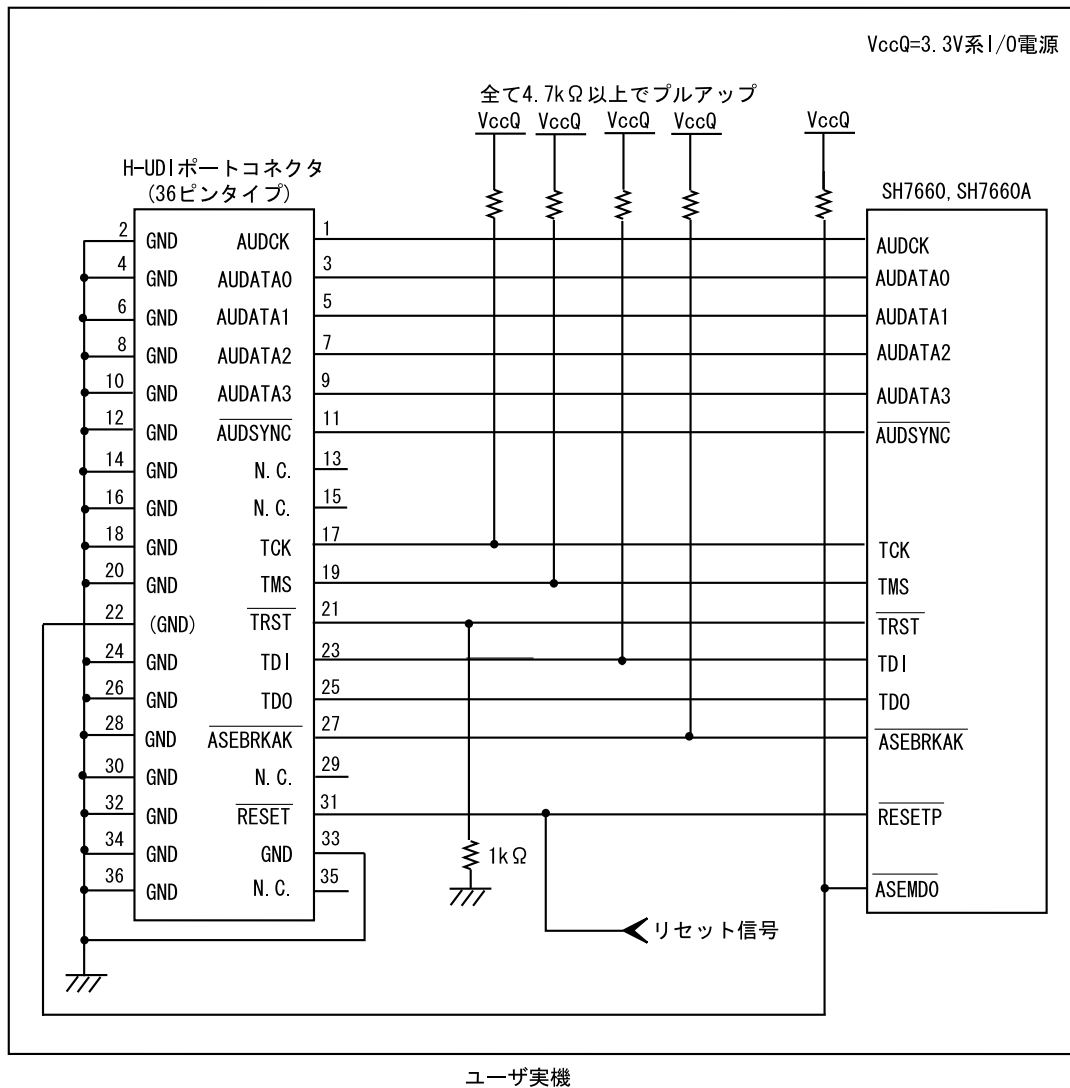 VccQ=3.3V系I/O電源
全て4.7kΩ以上でプルアップ
VccQ VccQ VccQ VccQ VccQ
H-UDIポートコネクタ
(36ピンタイプ)
SH7660, SH7660A
2 GND AUDCK 1 AUDCK
4 GND AUDATA0 3 AUDATA0
6 GND AUDATA1 5 AUDATA1
8 GND AUDATA2 7 AUDATA2
10 GND AUDATA3 9 AUDATA3
12 GND AUDSYNC 11 AUDSYNC
14 GND N.C. 13
16 GND N.C. 15
18 GND TCK 17 TCK
20 GND TMS 19 TMS
22 (GND) TRST 21 TRST
24 GND TDI 23 TDI
26 GND TDO 25 TDO
28 GND ASEBRKAK 27 ASEBRKAK
30 GND N.C. 29
32 GND RESET 31 RESETP
34 GND GND 33
1kΩ
36 GND N.C. 35 ASEMD0
リセット信号
ユーザ実機